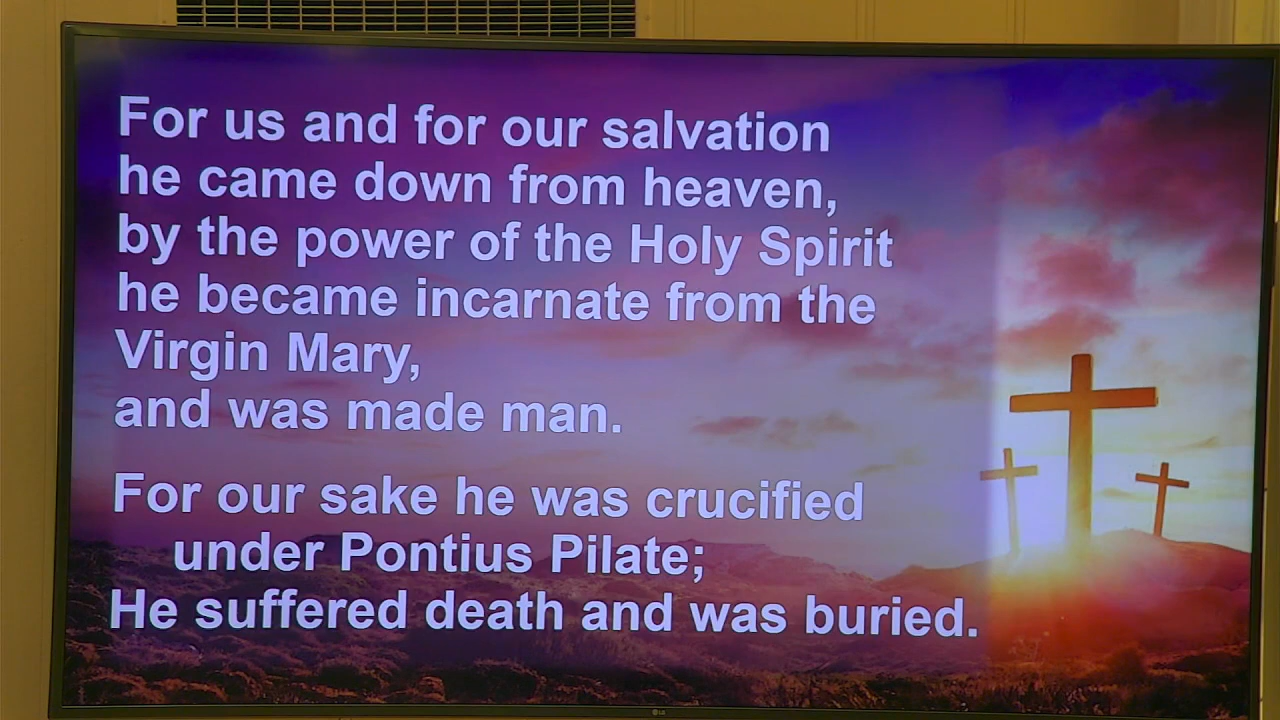 For us and for our salvation
he came down from heaven,
by the power of the Holy Spirit
he became incarnate from the
Virgin Mary,
and was made man.
For our sake he was crucified
under Pontius Pilate;
He suffered death and was buried.
LG